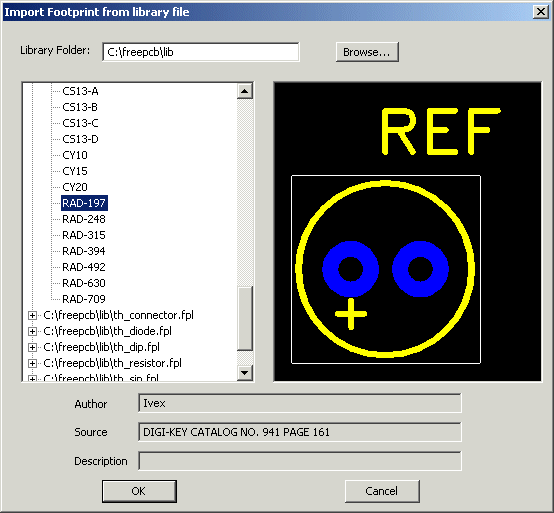 Import Footprint from library file
Library Folder: C:\freepcb\lib Browse...
CS13-A
CS13-B
CS13-C
CS13-D
CY10
CY15
CY20
RAD-197
RAD-248
RAD-315
RAD-394
RAD-492
RAD-630
RAD-709
C:\freepcb\lib\th_connector.fpl
C:\freepcb\lib\th_diode.fpl
C:\freepcb\lib\th_dip.fpl
C:\freepcb\lib\th_resistor.fpl
C:\freepcb\lib\th_sip.fpl
REF
+
Author Ivex
Source DIGI-KEY CATALOG NO. 941 PAGE 161
Description
OK Cancel